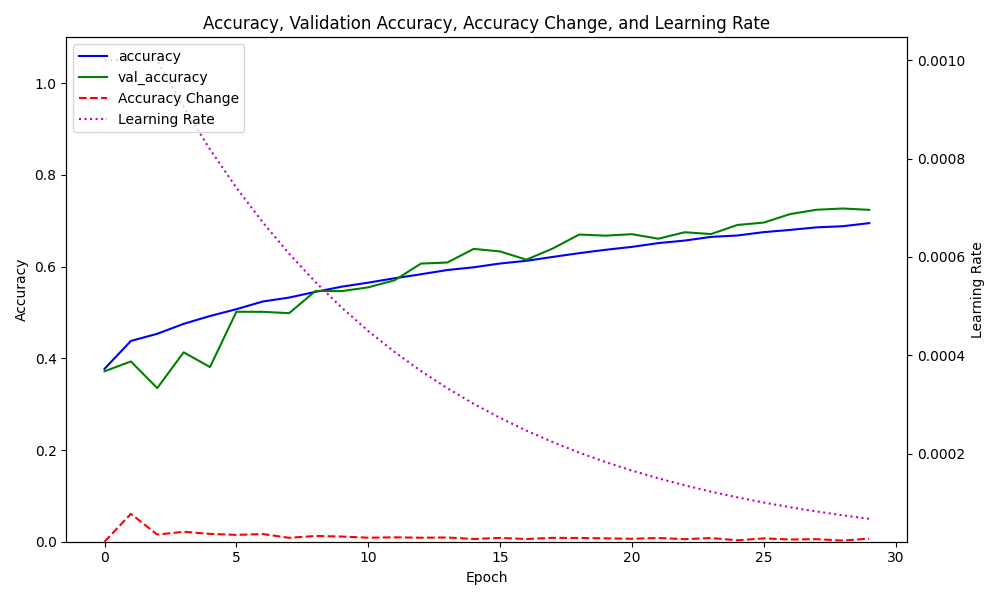 Accuracy, Validation Accuracy, Accuracy Change, and Learning Rate
accuracy
val_accuracy
Accuracy Change
Learning Rate
Accuracy
1.0
0.8
0.6
0.4
0.2
0.0
0
5
10
15
20
25
30
Epoch
0.0010
0.0008
0.0006
0.0004
0.0002
Learning Rate